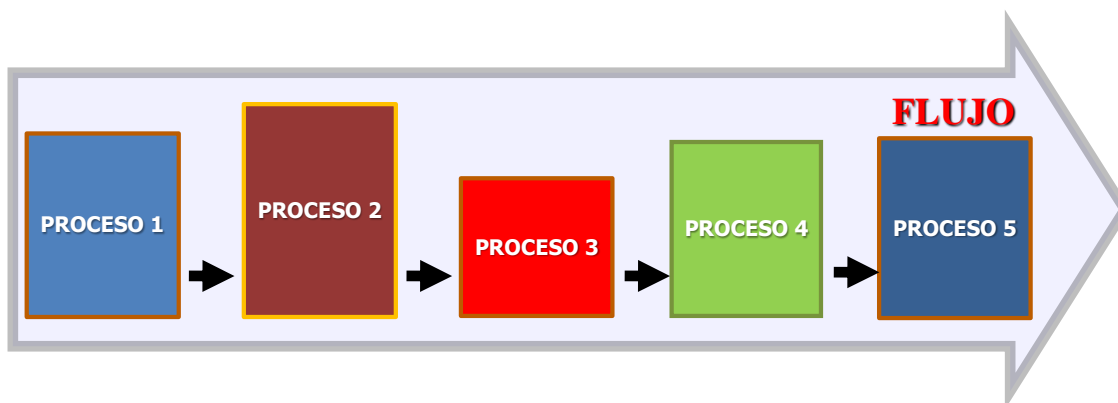 FLUJO
PROCESO 1
PROCESO 2
PROCESO 3
PROCESO 4
PROCESO 5